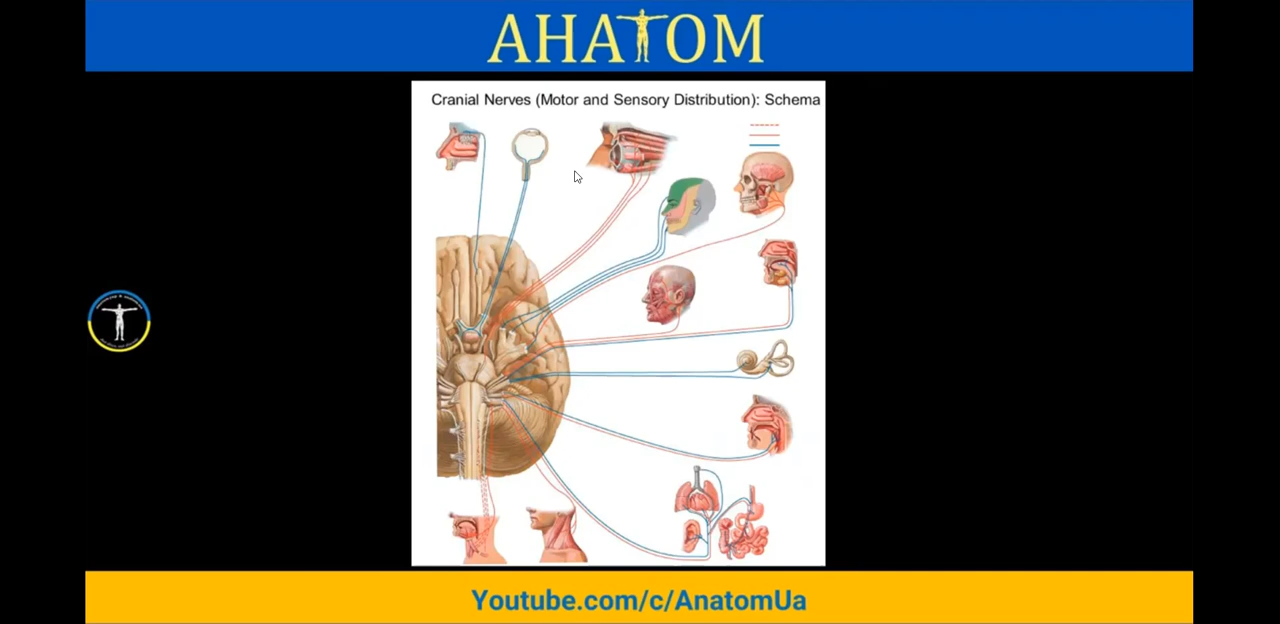 АНАТОМ
Cranial Nerves (Motor and Sensory Distribution): Schema
Youtube.com/c/AnatomUa